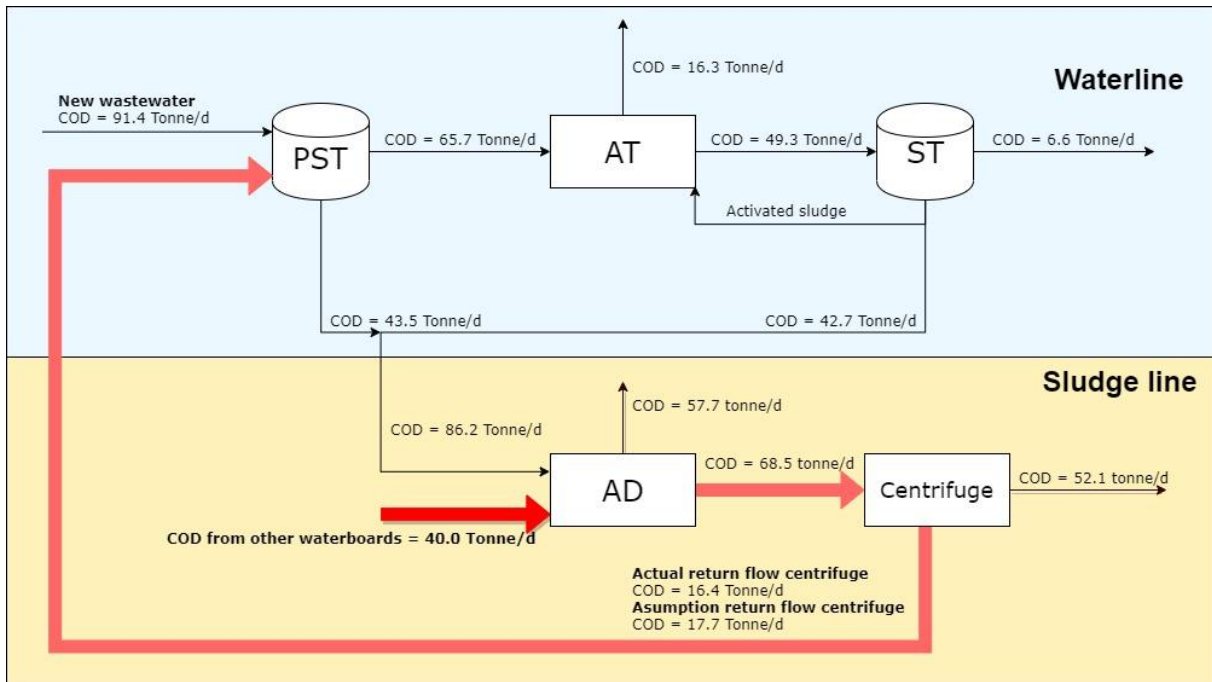 Waterline
New wastewater
COD = 91.4 Tonne/d
PST
COD = 65.7 Tonne/d
COD = 16.3 Tonne/d
AT
COD = 49.3 Tonne/d
ST
COD = 6.6 Tonne/d
Activated sludge
COD = 43.5 Tonne/d
COD = 42.7 Tonne/d
Sludge line
COD = 86.2 Tonne/d
COD = 57.7 tonne/d
AD
COD = 68.5 tonne/d
Centrifuge
COD = 52.1 tonne/d
COD from other waterboards = 40.0 Tonne/d
Actual return flow centrifuge
COD = 16.4 Tonne/d
Asumption return flow centrifuge
COD = 17.7 Tonne/d